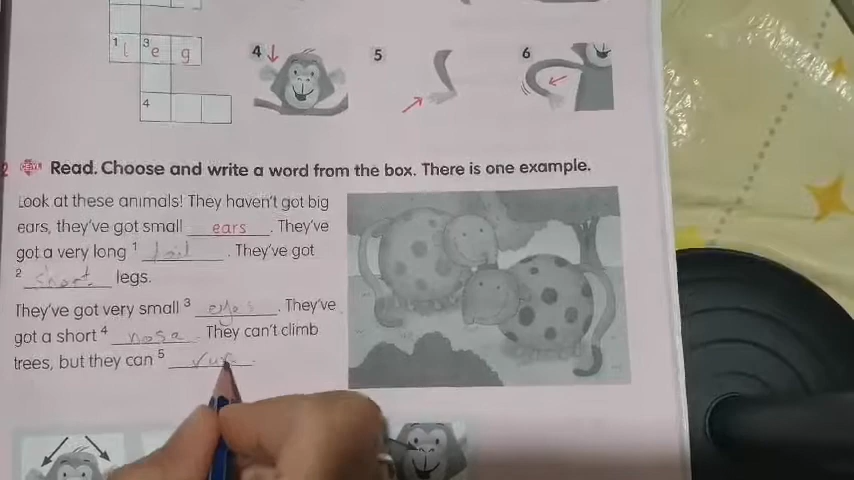 1 l 3 e g
4 5 6
4
2 Read. Choose and write a word from the box. There is one example.
Look at these animals! They haven't got big
ears, they've got small ears. They've
got a very long 1 tail. They've got
2 short legs.
They've got very small 3 eyes. They've
got a short 4 nose. They can't climb
trees, but they can 5